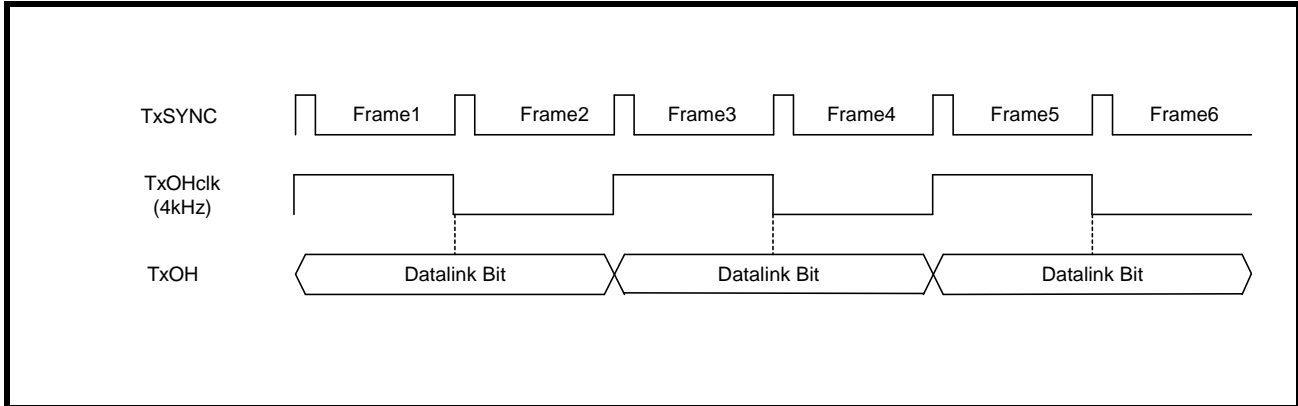 TxSYNC Frame1 Frame2 Frame3 Frame4 Frame5 Frame6
TxOHclk
(4kHz)
TxOH Datalink Bit Datalink Bit Datalink Bit